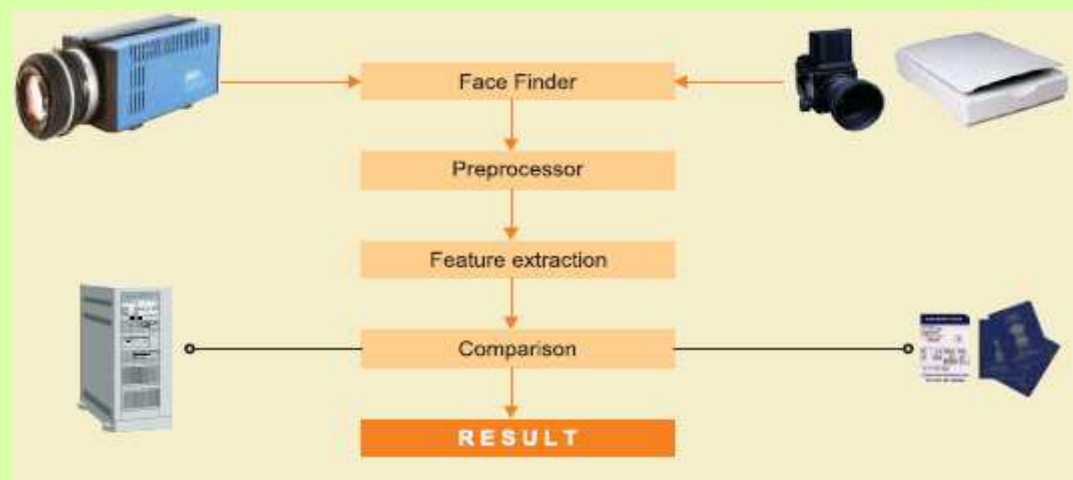 Face Finder
Preprocessor
Feature extraction
Comparison
RESULT